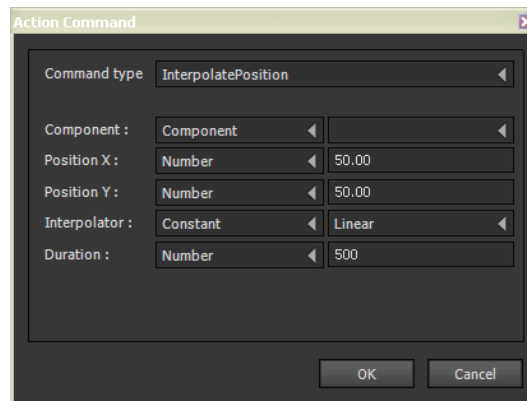 Action Command
Command type InterpolatePosition
Component : Component
Position X : Number 50.00
Position Y : Number 50.00
Interpolator : Constant Linear
Duration : Number 500
OK Cancel